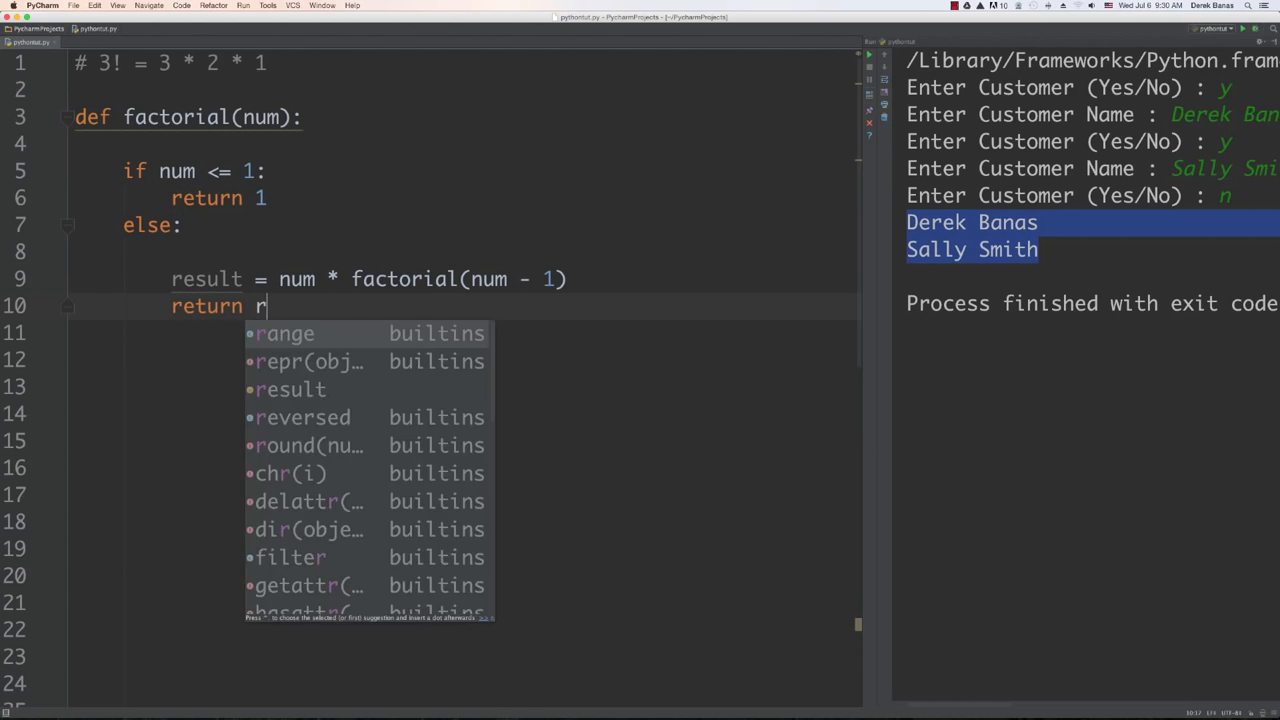 PyCharm File Edit View Navigate Code Refactor Run Tools VCS Window Help 10 Wed Jul 6 9:30 AM Derek Banas
pythontut.py - PyCharmProjects - [~/PycharmProjects]
PycharmProjects pythontut.py pythontut
pythontut.py
Run pythontut
1 # 3! = 3 * 2 * 1
2
3 def factorial(num):
4
5 if num <= 1:
6 return 1
7 else:
8
9 result = num * factorial(num - 1)
10 return r
11
12
13
14
15
16
17
18
19
20
21
22
23
24
range builtins
repr(obj… builtins
result
reversed builtins
round(nu… builtins
chr(i) builtins
delattr(… builtins
dir(obje… builtins
filter builtins
getattr(… builtins
hasattr(… builtins
Press ^. to choose the selected (or first) suggestion and insert a dot afterwards >>
/Library/Frameworks/Python.fram
Enter Customer (Yes/No) : y
Enter Customer Name : Derek Ban
Enter Customer (Yes/No) : y
Enter Customer Name : Sally Smi
Enter Customer (Yes/No) : n
Derek Banas
Sally Smith
Process finished with exit code
10:17 LF‡ UTF-8‡